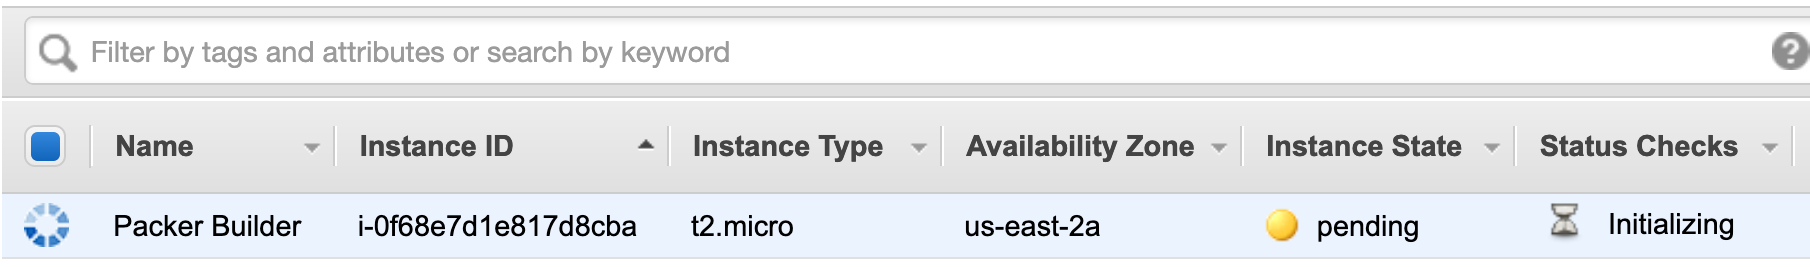 Filter by tags and attributes or search by keyword ?
Name Instance ID Instance Type Availability Zone Instance State Status Checks
Packer Builder i-0f68e7d1e817d8cba t2.micro us-east-2a pending Initializing